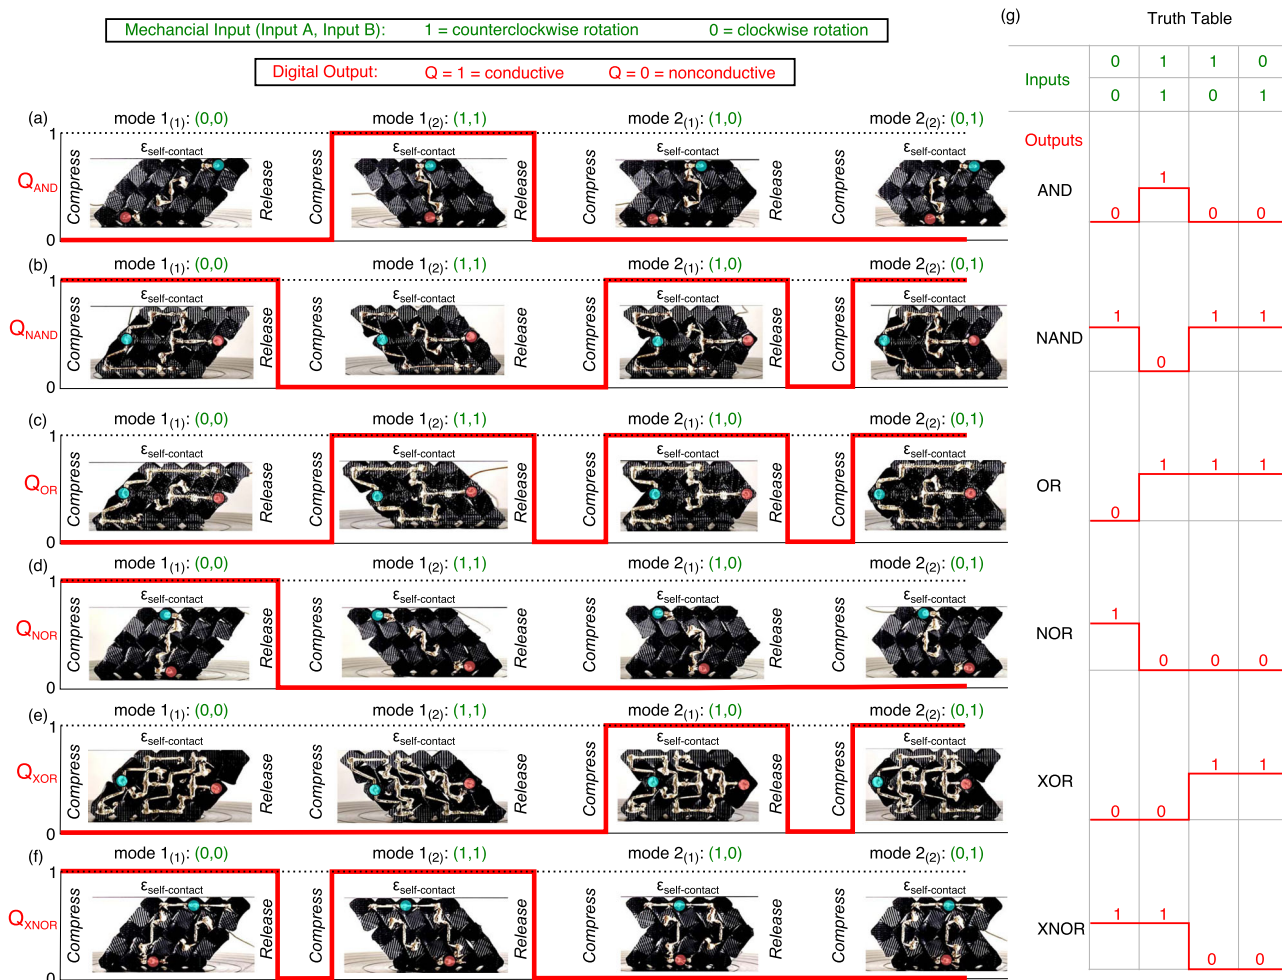 Mechancial Input (Input A, Input B): 1 = counterclockwise rotation 0 = clockwise rotation
Digital Output: Q = 1 = conductive Q = 0 = nonconductive
(a) mode 1(1): (0,0) mode 1(2): (1,1) mode 2(1): (1,0) mode 2(2): (0,1)
1
εself-contact εself-contact εself-contact εself-contact
QAND Compress Release Compress Release Compress Release Compress
0
(b) mode 1(1): (0,0) mode 1(2): (1,1) mode 2(1): (1,0) mode 2(2): (0,1)
1
εself-contact εself-contact εself-contact εself-contact
QNAND Compress Release Compress Release Compress Release Compress
0
(c) mode 1(1): (0,0) mode 1(2): (1,1) mode 2(1): (1,0) mode 2(2): (0,1)
1
εself-contact εself-contact εself-contact εself-contact
QOR Compress Release Compress Release Compress Release Compress
0
(d) mode 1(1): (0,0) mode 1(2): (1,1) mode 2(1): (1,0) mode 2(2): (0,1)
1
εself-contact εself-contact εself-contact εself-contact
QNOR Compress Release Compress Release Compress Release Compress
0
(e) mode 1(1): (0,0) mode 1(2): (1,1) mode 2(1): (1,0) mode 2(2): (0,1)
1
εself-contact εself-contact εself-contact εself-contact
QXOR Compress Release Compress Release Compress Release Compress
0
(f) mode 1(1): (0,0) mode 1(2): (1,1) mode 2(1): (1,0) mode 2(2): (0,1)
1
εself-contact εself-contact εself-contact εself-contact
QXNOR Compress Release Compress Release Compress Release Compress
0
(g) Truth Table
Inputs
0 1 1 0
0 1 0 1
Outputs
AND 0 1 0 0
NAND 1 0 1 1
OR 0 1 1 1
NOR 1 0 0 0
XOR 0 0 1 1
XNOR 1 1 0 0